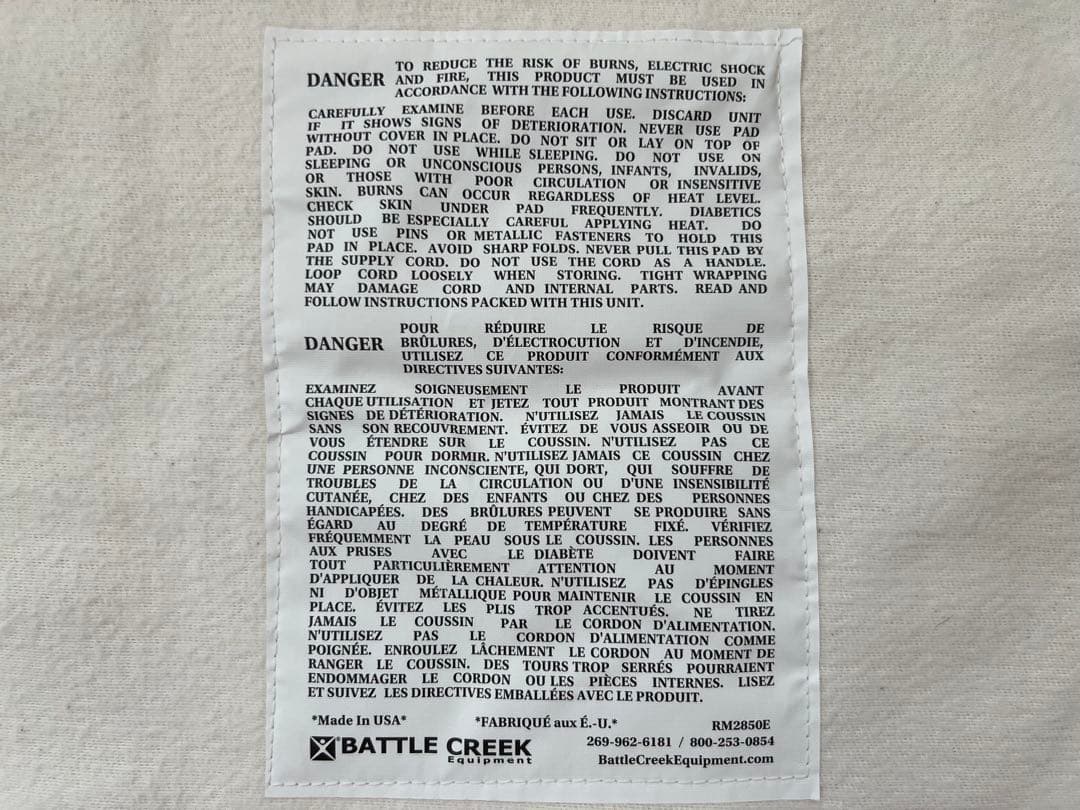 DANGER
TO REDUCE THE RISK OF BURNS, ELECTRIC SHOCK
AND FIRE, THIS PRODUCT MUST BE USED IN
ACCORDANCE WITH THE FOLLOWING INSTRUCTIONS:
CAREFULLY EXAMINE BEFORE EACH USE. DISCARD UNIT
IF IT SHOWS SIGNS OF DETERIORATION. NEVER USE PAD
WITHOUT COVER IN PLACE. DO NOT SIT OR LAY ON TOP OF
PAD. DO NOT USE WHILE SLEEPING. DO NOT USE ON
SLEEPING OR UNCONSCIOUS PERSONS, INFANTS, INVALIDS,
OR THOSE WITH POOR CIRCULATION OR INSENSITIVE
SKIN. BURNS CAN OCCUR REGARDLESS OF HEAT LEVEL.
CHECK SKIN UNDER PAD FREQUENTLY. DIABETICS
SHOULD BE ESPECIALLY CAREFUL APPLYING HEAT. DO
NOT USE PINS OR METALLIC FASTENERS TO HOLD THIS
PAD IN PLACE. AVOID SHARP FOLDS. NEVER PULL THIS PAD BY
THE SUPPLY CORD. DO NOT USE THE CORD AS A HANDLE.
LOOP CORD LOOSELY WHEN STORING. TIGHT WRAPPING
MAY DAMAGE CORD AND INTERNAL PARTS. READ AND
FOLLOW INSTRUCTIONS PACKED WITH THIS UNIT.
DANGER
POUR RÉDUIRE LE RISQUE DE
BRÛLURES, D'ÉLECTROCUTION ET D'INCENDIE,
UTILISEZ CE PRODUIT CONFORMÉMENT AUX
DIRECTIVES SUIVANTES:
EXAMINEZ SOIGNEUSEMENT LE PRODUIT AVANT
CHAQUE UTILISATION ET JETEZ TOUT PRODUIT MONTRANT DES
SIGNES DE DÉTÉRIORATION. N'UTILISEZ JAMAIS LE COUSSIN
SANS SON RECOUVREMENT. ÉVITEZ DE VOUS ASSEOIR OU DE
VOUS ÉTENDRE SUR LE COUSSIN. N'UTILISEZ PAS CE
COUSSIN POUR DORMIR. N'UTILISEZ JAMAIS CE COUSSIN CHEZ
UNE PERSONNE INCONSCIENTE, QUI DORT, QUI SOUFFRE DE
TROUBLES DE LA CIRCULATION OU D'UNE INSENSIBILITÉ
CUTANÉE, CHEZ DES ENFANTS OU CHEZ DES PERSONNES
HANDICAPÉES. DES BRÛLURES PEUVENT SE PRODUIRE SANS
ÉGARD AU DEGRÉ DE TEMPÉRATURE FIXÉ. VÉRIFIEZ
FRÉQUEMMENT LA PEAU SOUS LE COUSSIN. LES PERSONNES
AUX PRISES AVEC LE DIABÈTE DOIVENT FAIRE
TOUT PARTICULIÈREMENT ATTENTION AU MOMENT
D'APPLIQUER DE LA CHALEUR. N'UTILISEZ PAS D'ÉPINGLES
NI D'OBJET MÉTALLIQUE POUR MAINTENIR LE COUSSIN EN
PLACE. ÉVITEZ LES PLIS TROP ACCENTUÉS. NE TIREZ
JAMAIS LE COUSSIN PAR LE CORDON D'ALIMENTATION.
N'UTILISEZ PAS LE CORDON D'ALIMENTATION COMME
POIGNÉE. ENROULEZ LÂCHEMENT LE CORDON AU MOMENT DE
RANGER LE COUSSIN. DES TOURS TROP SERRÉS POURRAIENT
ENDOMMAGER LE CORDON OU LES PIÈCES INTERNES. LISEZ
ET SUIVEZ LES DIRECTIVES EMBALLÉES AVEC LE PRODUIT.
*Made In USA* *FABRIQUÉ aux É.-U.* RM2850E
BATTLE CREEK 269-962-6181 / 800-253-0854
Equipment BattleCreekEquipment.com